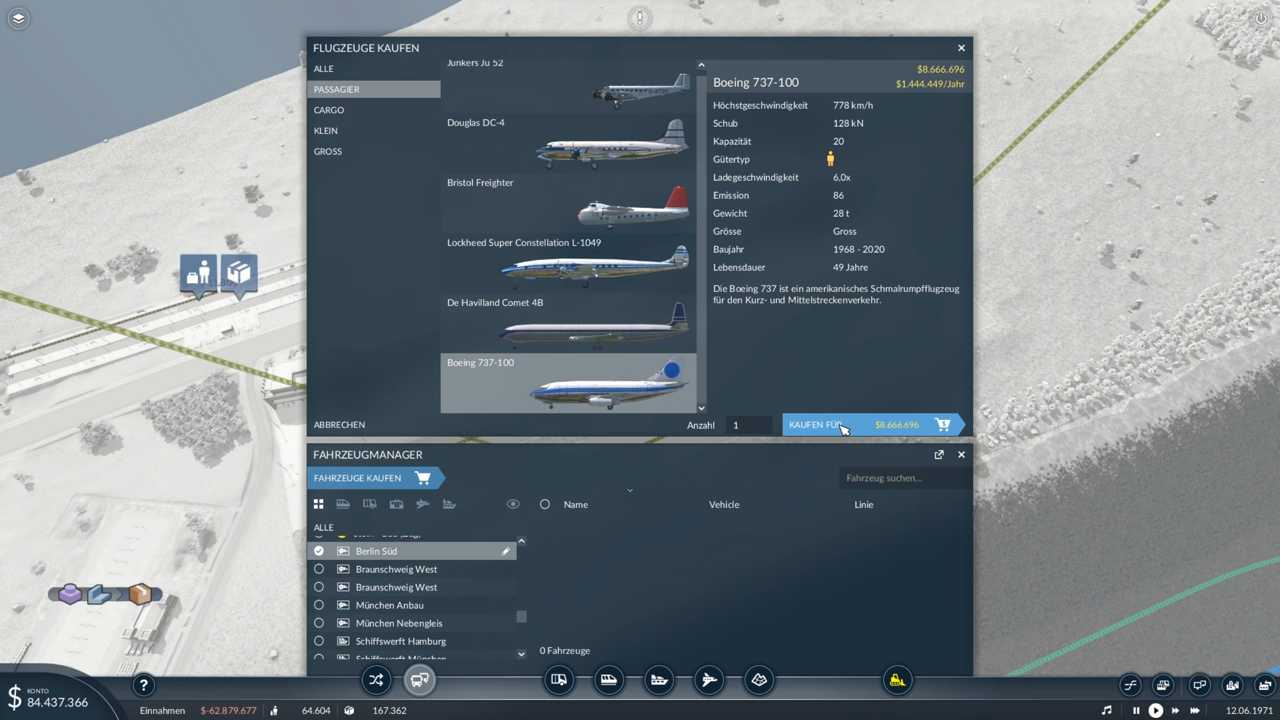 FLUGZEUGE KAUFEN
ALLE
PASSAGIER
CARGO
KLEIN
GROSS
Junkers Ju 52
Douglas DC-4
Bristol Freighter
Lockheed Super Constellation L-1049
De Havilland Comet 4B
Boeing 737-100
$8.666.696
Boeing 737-100
$1.444.449/Jahr
Höchstgeschwindigkeit 778 km/h
Schub 128 kN
Kapazität 20
Gütertyp
Ladegeschwindigkeit 6,0x
Emission 86
Gewicht 28 t
Grösse Gross
Baujahr 1968 - 2020
Lebensdauer 49 Jahre
Die Boeing 737 ist ein amerikanisches Schmalrumpfflugzeug
für den Kurz- und Mittelstreckenverkehr.
ABBRECHEN
Anzahl 1
KAUFEN FÜR $8.666.696
FAHRZEUGMANAGER
FAHRZEUGE KAUFEN
Fahrzeug suchen...
Name Vehicle Linie
ALLE
Berlin Süd
Braunschweig West
Braunschweig West
München Anbau
München Nebengleis
Schiffswerft Hamburg
Schiffswerft München
0 Fahrzeuge
KONTO
$ 84.437.366
Einnahmen $-62.879.677 64.604 167.362
12.06.1971